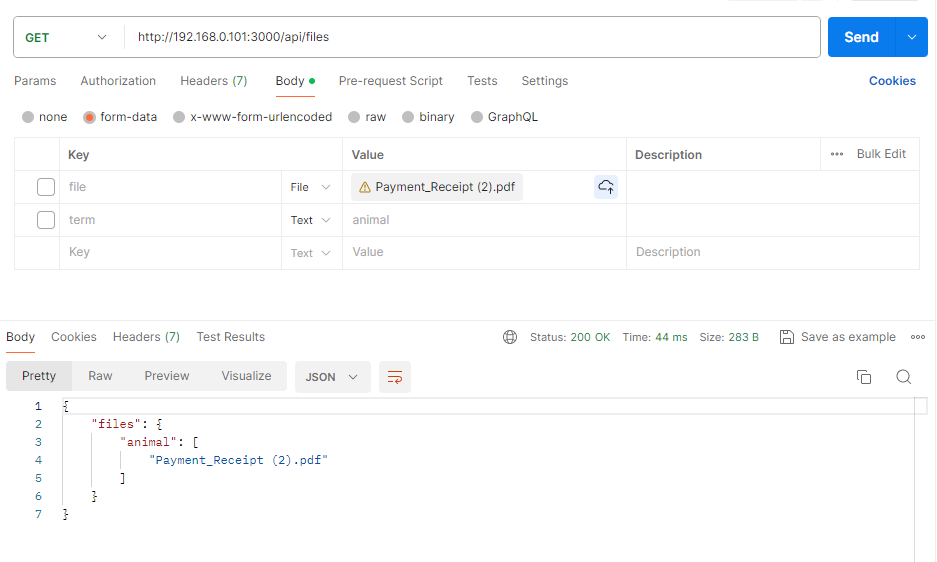 GET http://192.168.0.101:3000/api/files Send
Params Authorization Headers (7) Body Pre-request Script Tests Settings Cookies
none form-data x-www-form-urlencoded raw binary GraphQL
Key Value Description Bulk Edit
file File Payment_Receipt (2).pdf
term Text animal
Key Text Value Description
Body Cookies Headers (7) Test Results Status: 200 OK Time: 44 ms Size: 283 B Save as example
Pretty Raw Preview Visualize JSON
1 {
2 "files": {
3 "animal": [
4 "Payment_Receipt (2).pdf"
5 ]
6 }
7 }